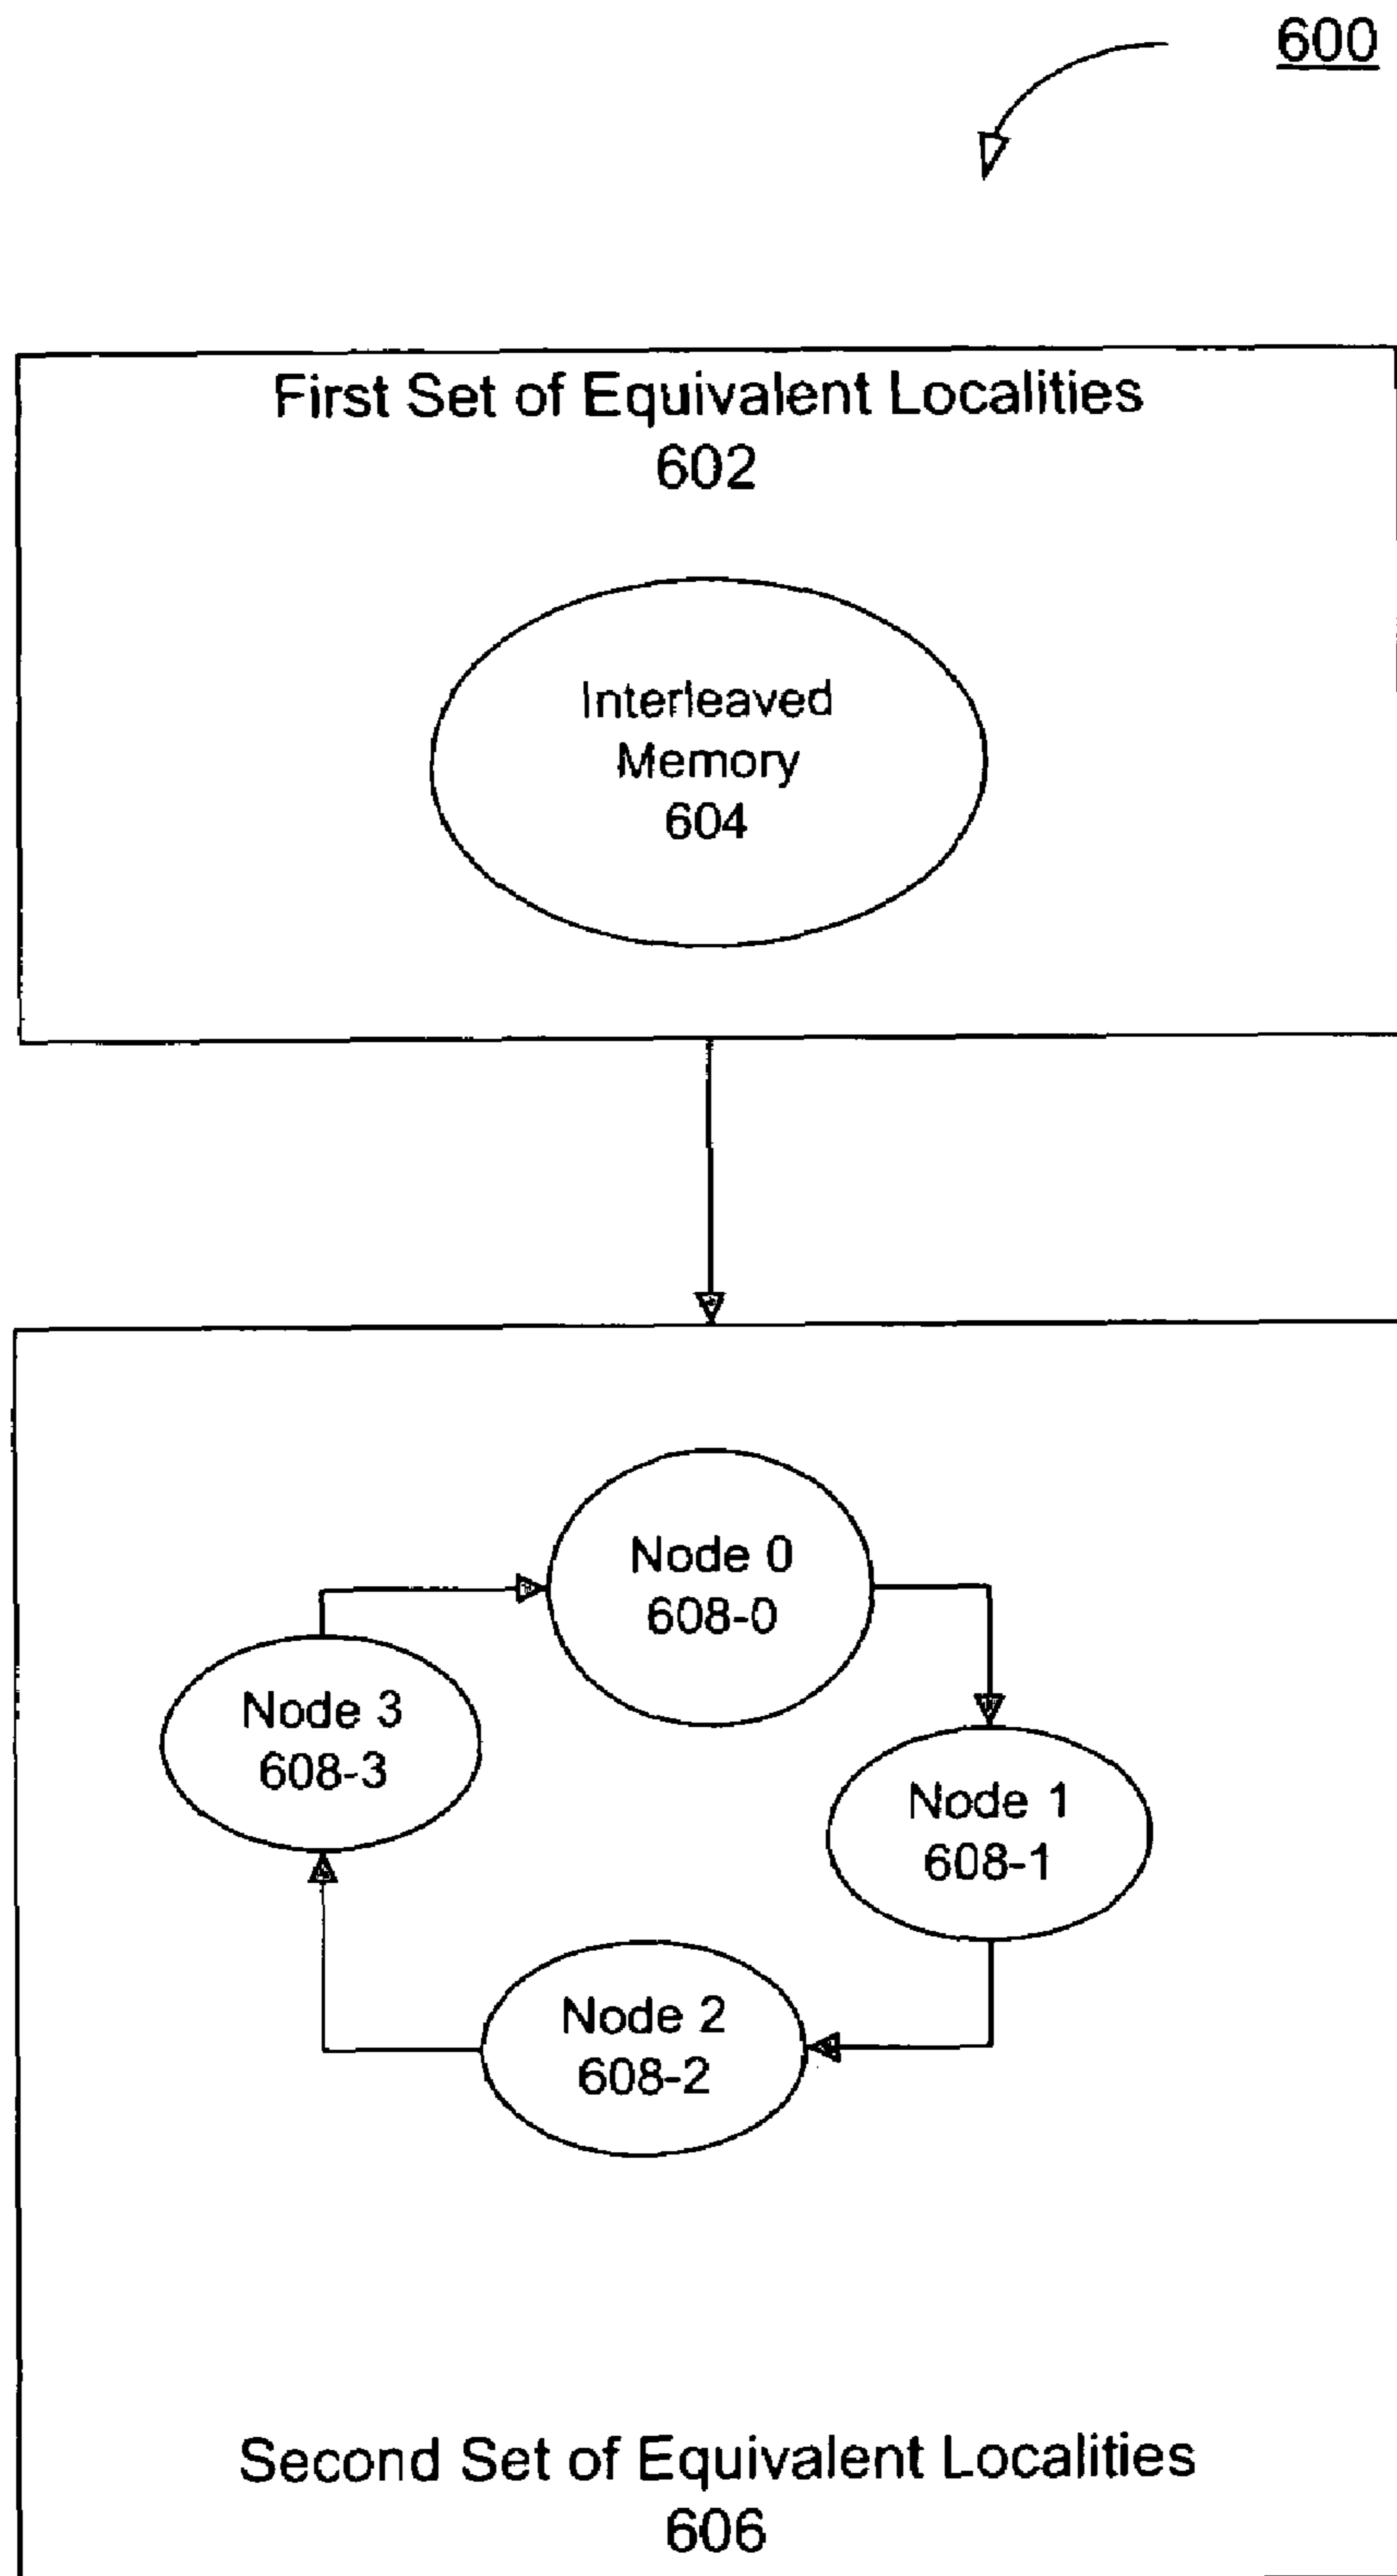 600
First Set of Equivalent Localities
602
Interleaved
Memory
604
Node 0
608-0
Node 3
608-3
Node 1
608-1
Node 2
608-2
Second Set of Equivalent Localities
606